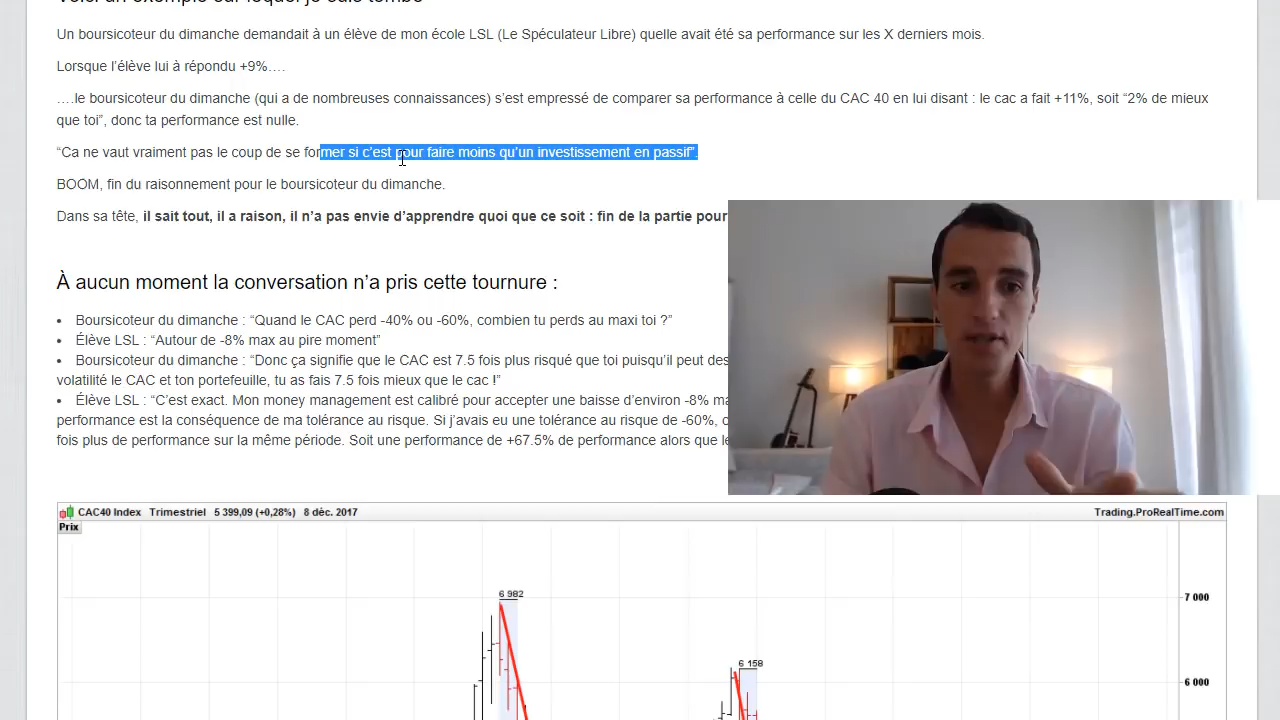 Voici un exemple sur lequel je suis tombé
Un boursicoteur du dimanche demandait à un élève de mon école LSL (Le Spéculateur Libre) quelle avait été sa performance sur les X derniers mois.
Lorsque l’élève lui à répondu +9%….
….le boursicoteur du dimanche (qui a de nombreuses connaissances) s’est empressé de comparer sa performance à celle du CAC 40 en lui disant : le cac a fait +11%, soit “2% de mieux
que toi”, donc ta performance est nulle.
“Ca ne vaut vraiment pas le coup de se former si c’est pour faire moins qu’un investissement en passif”.
BOOM, fin du raisonnement pour le boursicoteur du dimanche.
Dans sa tête, il sait tout, il a raison, il n’a pas envie d’apprendre quoi que ce soit : fin de la partie pour
À aucun moment la conversation n’a pris cette tournure :
• Boursicoteur du dimanche : “Quand le CAC perd -40% ou -60%, combien tu perds au maxi toi ?”
• Élève LSL : “Autour de -8% max au pire moment”
• Boursicoteur du dimanche : “Donc ça signifie que le CAC est 7.5 fois plus risqué que toi puisqu’il peut des
volatilité le CAC et ton portefeuille, tu as fais 7.5 fois mieux que le cac !”
• Élève LSL : “C’est exact. Mon money management est calibré pour accepter une baisse d’environ -8% ma
performance est la conséquence de ma tolérance au risque. Si j’avais eu une tolérance au risque de -60%,
fois plus de performance sur la même période. Soit une performance de +67.5% de performance alors que le
CAC40 Index Trimestriel 5 399,09 (+0,28%) 8 déc. 2017 Trading.ProRealTime.com
Prix
6 982
7 000
6 158
6 000